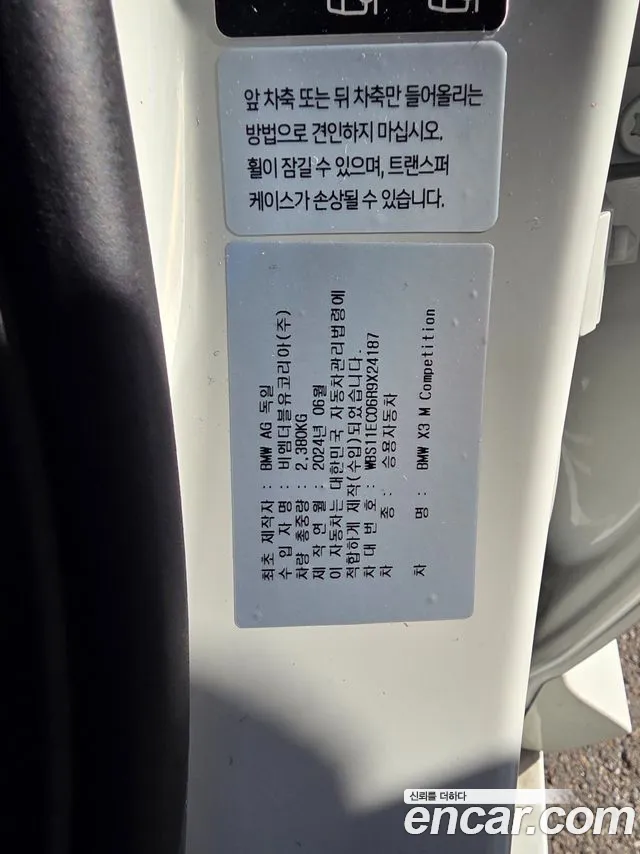 앞 차축 또는 뒤 차축만 들어올리는
방법으로 견인하지 마십시오.
휠이 잠길 수 있으며, 트랜스퍼
케이스가 손상될 수 있습니다.
최초 제작자 : BMW AG 독일
수 입 자 명 : 비엠더블유코리아(주)
차량 총중량 : 2,380KG
제 작 연 월 : 2024년 06월
이 자동차는 대한민국 자동차관리법령에
적합하게 제작(수입)되었습니다.
차 대 번 호 : WBS11EC06R9X24187
차 종 : 승용자동차
차 명 : BMW X3 M Competition
신뢰를 더하다
encar.com